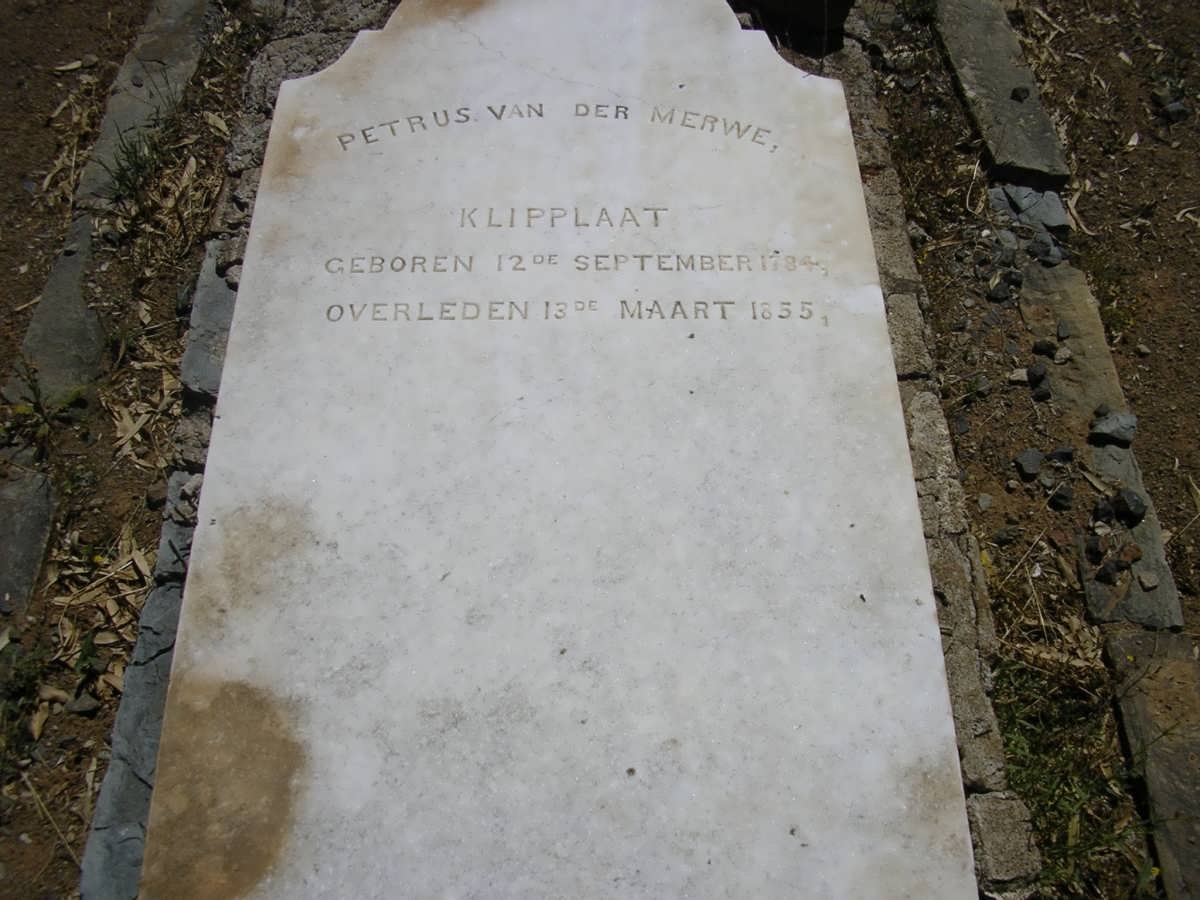 PETRUS. VAN DER MERWE,
KLIPPLAAT
GEBOREN 12DE SEPTEMBER 1784,
OVERLEDEN 13DE MAART 1855,